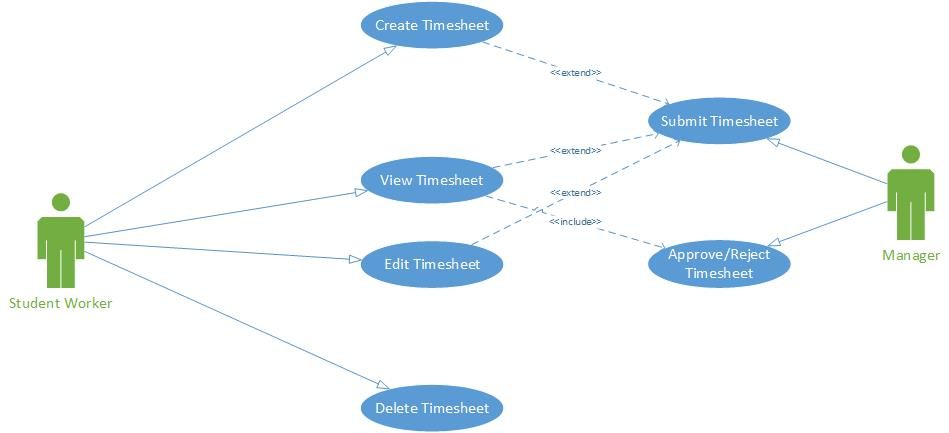 Create Timesheet
<<extend>>
Submit Timesheet
<<extend>>
View Timesheet
<<extend>>
<<include>>
Edit Timesheet
Approve/Reject
Timesheet
Manager
Student Worker
Delete Timesheet